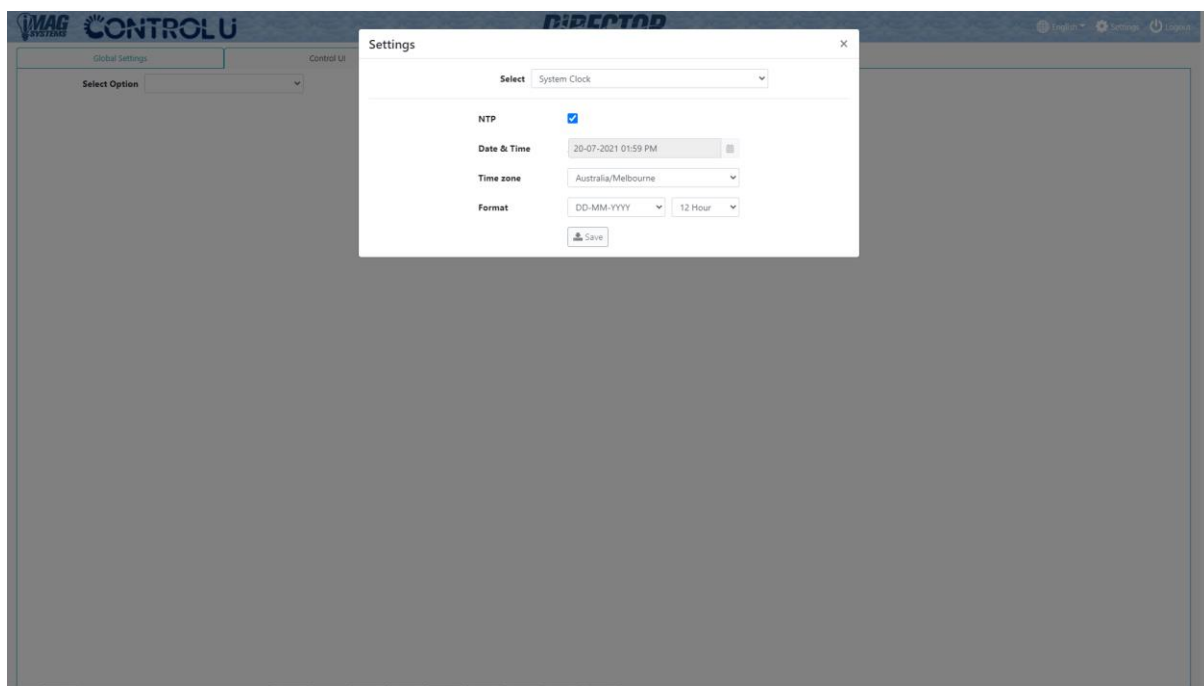 iMAG SYSTEMS CONTROL Ü DiRECTOR English Settings Logout
Settings ×
Global Settings Control UI
Select Option
Select System Clock
NTP
Date & Time 20-07-2021 01:59 PM
Time zone Australia/Melbourne
Format DD-MM-YYYY 12 Hour
Save